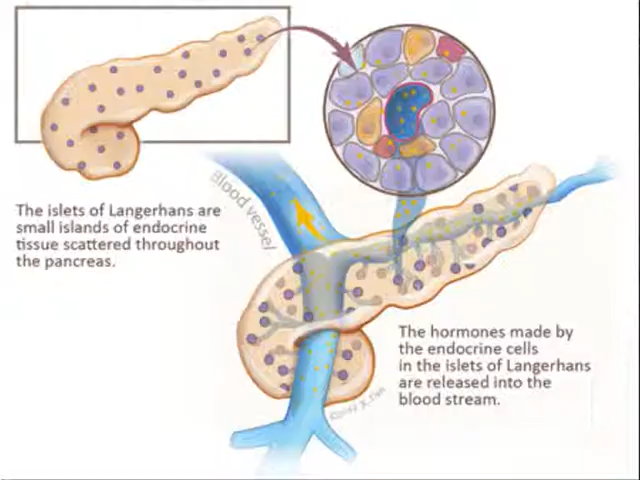 Blood vessel
The islets of Langerhans are
small islands of endocrine
tissue scattered throughout
the pancreas.
The hormones made by
the endocrine cells
in the islets of Langerhans
are released into the
blood stream.